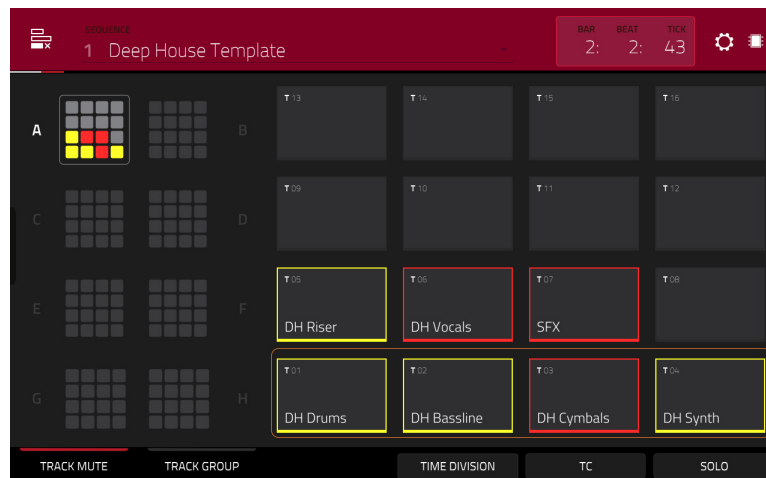 SEQUENCE
1 Deep House Template
BAR BEAT TICK
2: 2: 43
A B
T 13 T 14 T 15 T 16
C D
T 09 T 10 T 11 T 12
E F
T 05 T 06 T 07 T 08
DH Riser DH Vocals SFX
G H
T 01 T 02 T 03 T 04
DH Drums DH Bassline DH Cymbals DH Synth
TRACK MUTE TRACK GROUP TIME DIVISION TC SOLO